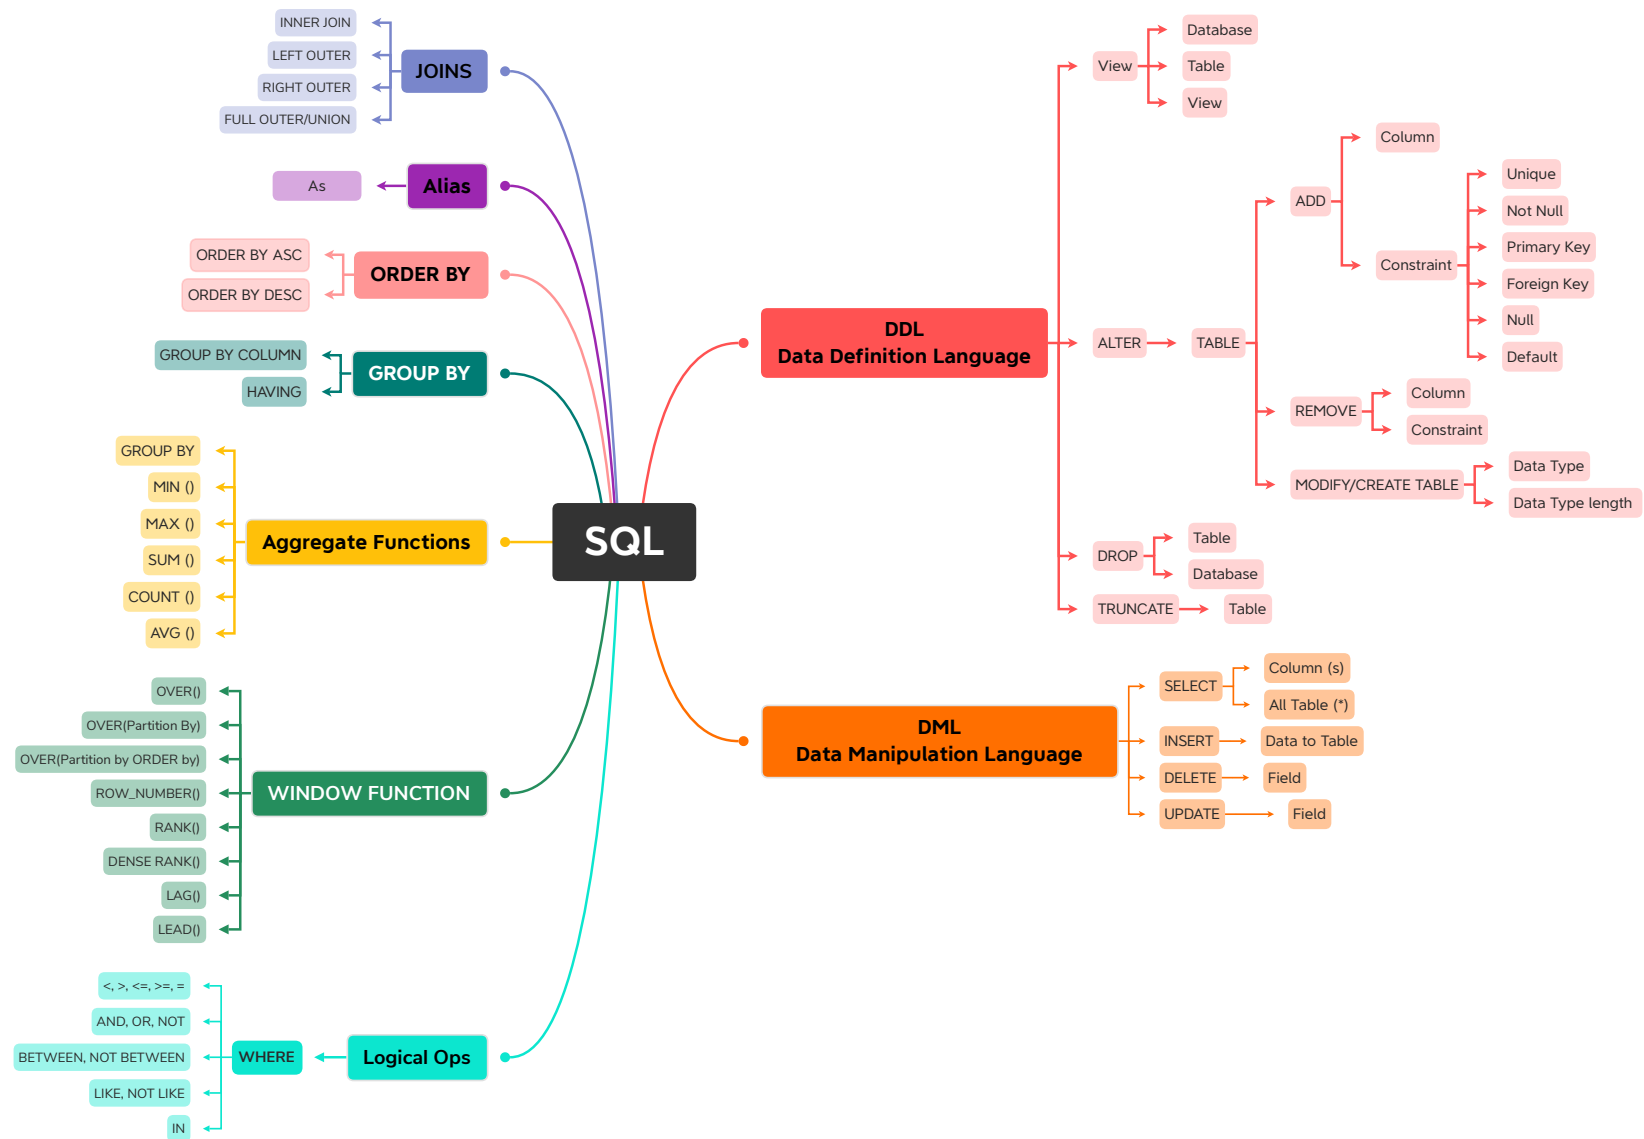 SQL
JOINS
INNER JOIN
LEFT OUTER
RIGHT OUTER
FULL OUTER/UNION
Alias
As
ORDER BY
ORDER BY ASC
ORDER BY DESC
GROUP BY
GROUP BY COLUMN
HAVING
Aggregate Functions
GROUP BY
MIN ()
MAX ()
SUM ()
COUNT ()
AVG ()
WINDOW FUNCTION
OVER()
OVER(Partition By)
OVER(Partition by ORDER by)
ROW_NUMBER()
RANK()
DENSE RANK()
LAG()
LEAD()
Logical Ops
WHERE
<, >, <=, >=, =
AND, OR, NOT
BETWEEN, NOT BETWEEN
LIKE, NOT LIKE
IN
DDL
Data Definition Language
View
Database
Table
View
ALTER
TABLE
ADD
Column
Constraint
Unique
Not Null
Primary Key
Foreign Key
Null
Default
REMOVE
Column
Constraint
MODIFY/CREATE TABLE
Data Type
Data Type length
DROP
Table
Database
TRUNCATE
Table
DML
Data Manipulation Language
SELECT
Column (s)
All Table (*)
INSERT
Data to Table
DELETE
Field
UPDATE
Field